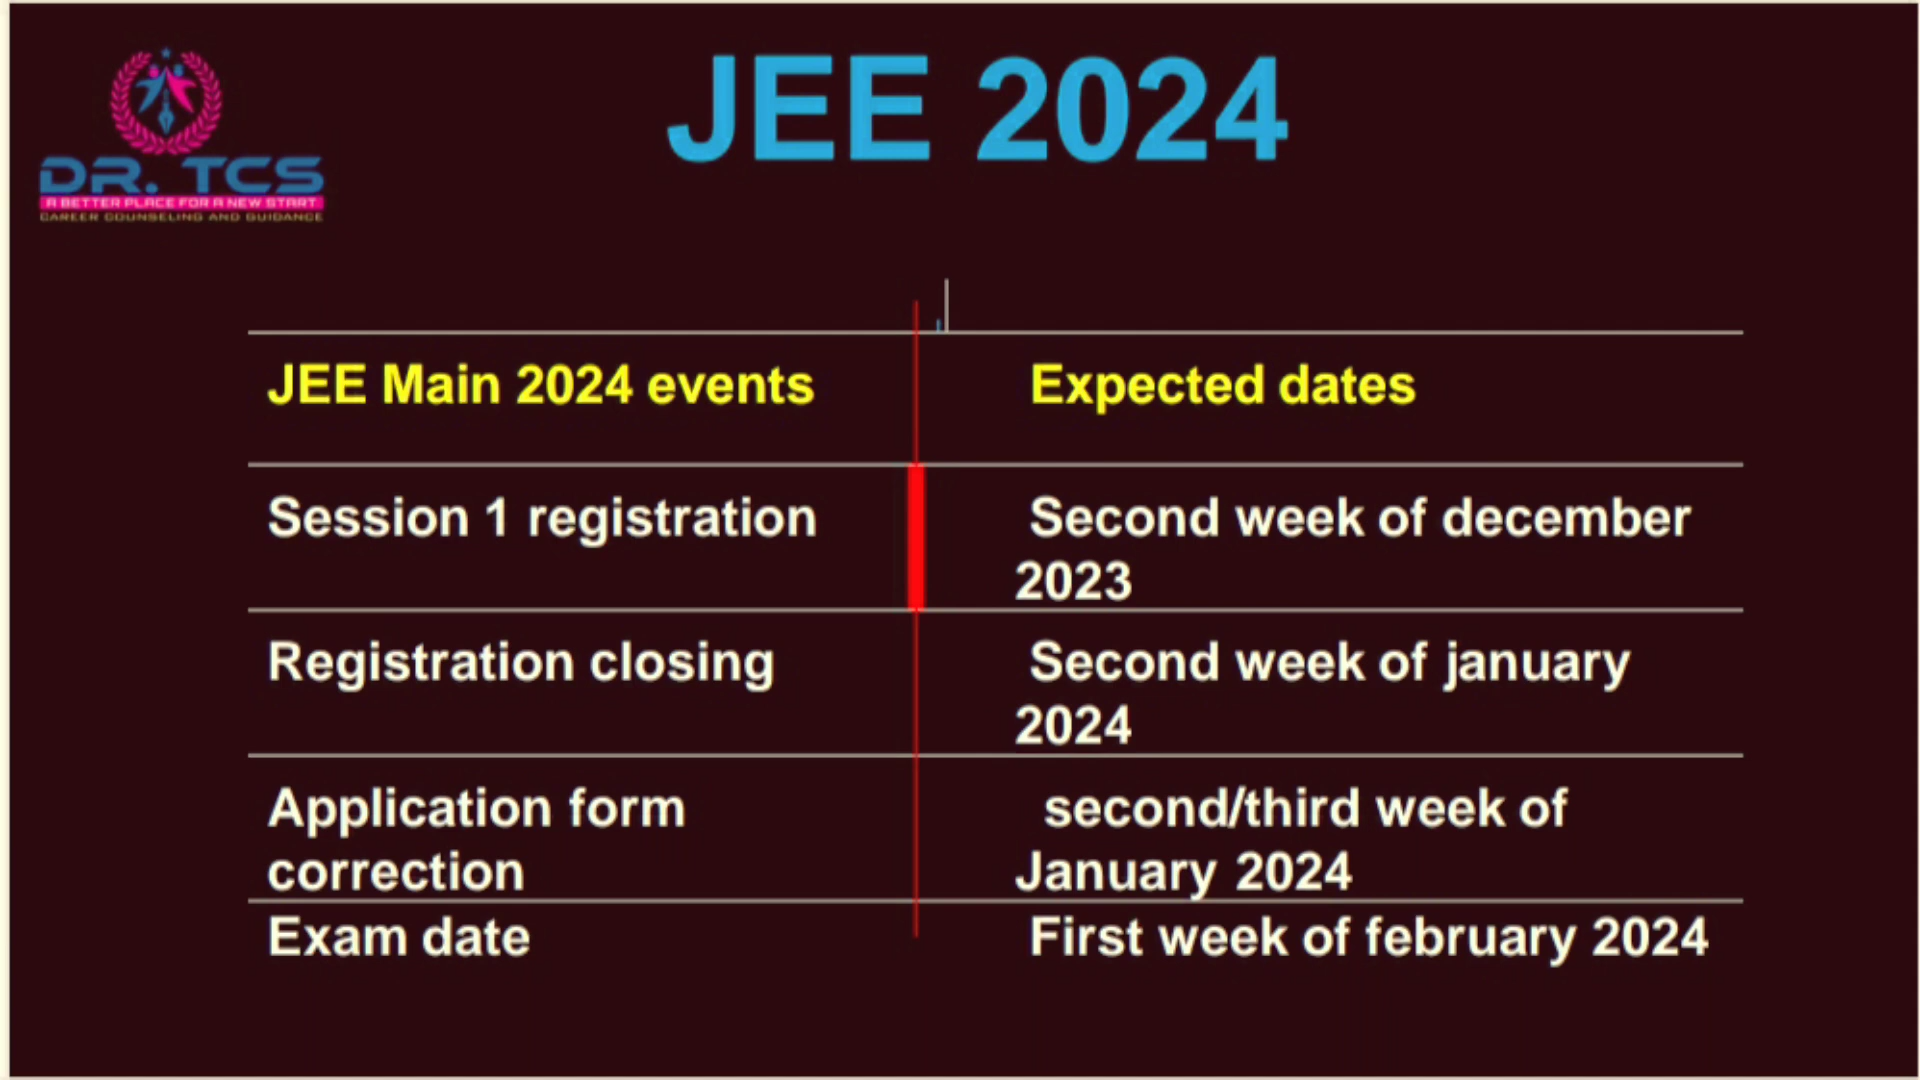 JEE 2024
DR. TCS
A BETTER PLACE FOR A NEW START
CAREER COUNSELING AND GUIDANCE
JEE Main 2024 events
Expected dates
Session 1 registration
Second week of december
2023
Registration closing
Second week of january
2024
Application form
correction
second/third week of
January 2024
Exam date
First week of february 2024